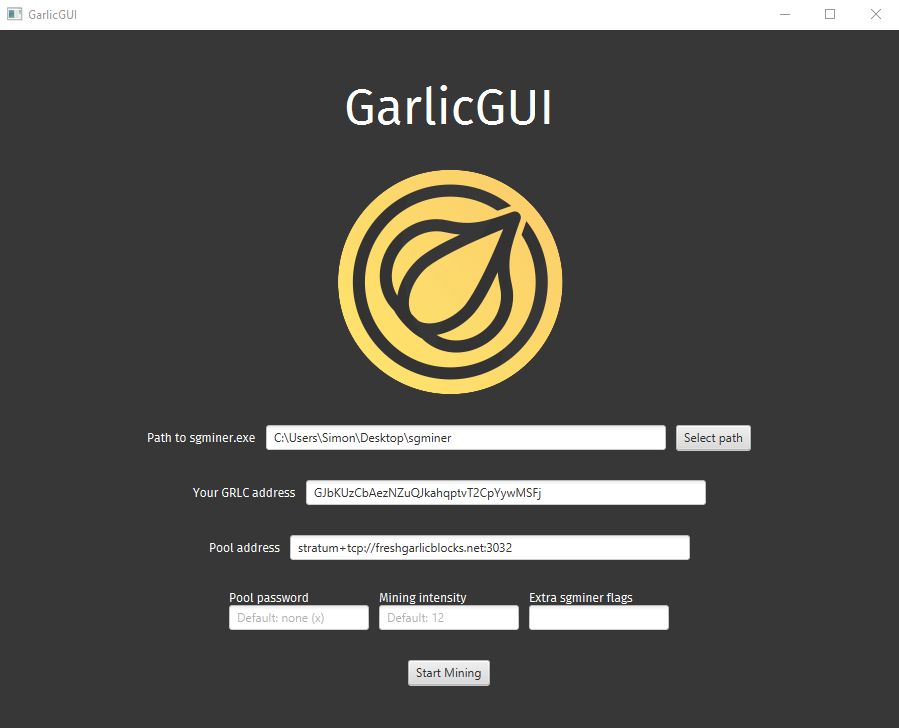 GarlicGUI
GarlicGUI
Path to sgminer.exe C:\Users\Simon\Desktop\sgminer Select path
Your GRLC address GJbKUzCbAezNZuQJkahqptvT2CpYywMSFj
Pool address stratum+tcp://freshgarlicblocks.net:3032
Pool password Mining intensity Extra sgminer flags
Default: none (x) Default: 12
Start Mining